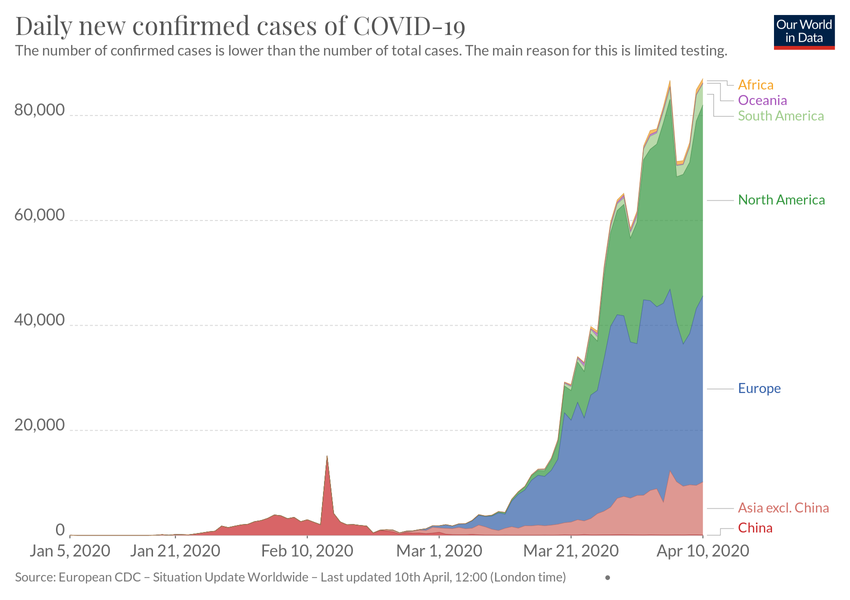 Daily new confirmed cases of COVID-19
The number of confirmed cases is lower than the number of total cases. The main reason for this is limited testing.
Our World
in Data
80,000
60,000
40,000
20,000
0
Jan 5, 2020
Jan 21, 2020
Feb 10, 2020
Mar 1, 2020
Mar 21, 2020
Apr 10, 2020
Africa
Oceania
South America
North America
Europe
Asia excl. China
China
Source: European CDC – Situation Update Worldwide – Last updated 10th April, 12:00 (London time)